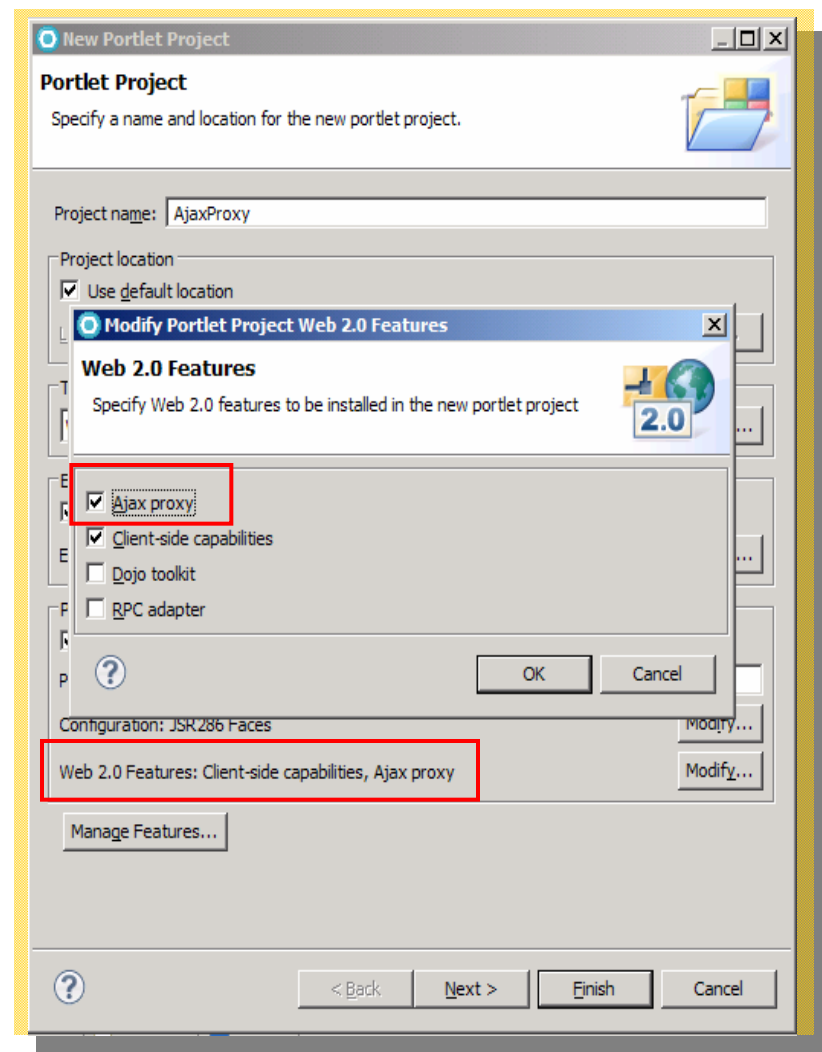 New Portlet Project
Portlet Project
Specify a name and location for the new portlet project.
Project name: AjaxProxy
Project location
Use default location
Modify Portlet Project Web 2.0 Features
Web 2.0 Features
Specify Web 2.0 features to be installed in the new portlet project
2.0
Ajax proxy
Client-side capabilities
Dojo toolkit
RPC adapter
OK Cancel
Configuration: JSR286 Faces Modify...
Web 2.0 Features: Client-side capabilities, Ajax proxy Modify...
Manage Features...
< Back Next > Finish Cancel